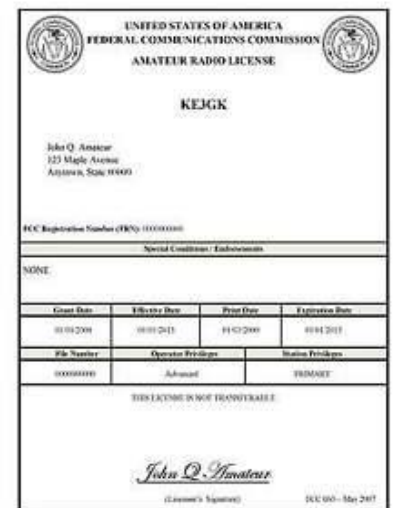 UNITED STATES OF AMERICA
FEDERAL COMMUNICATIONS COMMISSION
AMATEUR RADIO LICENSE
KE3GK
John Q. Amateur
123 Maple Avenue
Anytown, State 00000
FCC Registration Number (FRN): 0000000000
Special Conditions / Endorsements
NONE
Grant Date Effective Date Print Date Expiration Date
File Number Operator Privileges Station Privileges
0000000000 Advanced PRIMARY
THIS LICENSE IS NOT TRANSFERABLE
John Q. Amateur
(Licensee's Signature) FCC 660 - May 2007